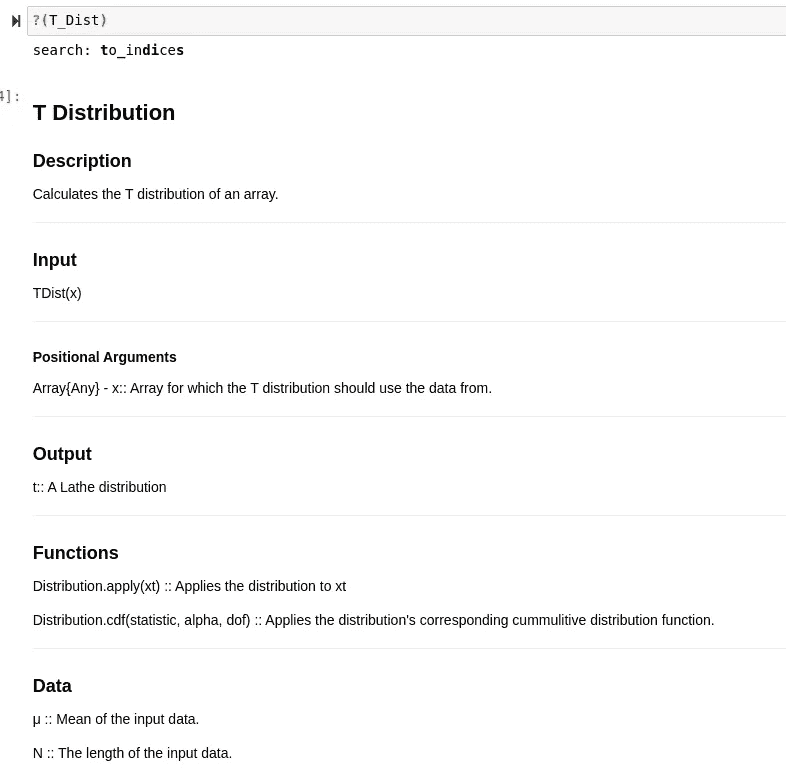 ?(T_Dist)
search: to_indices
4]:
T Distribution
Description
Calculates the T distribution of an array.
Input
TDist(x)
Positional Arguments
Array{Any} - x:: Array for which the T distribution should use the data from.
Output
t:: A Lathe distribution
Functions
Distribution.apply(xt) :: Applies the distribution to xt
Distribution.cdf(statistic, alpha, dof) :: Applies the distribution's corresponding cummulitive distribution function.
Data
μ :: Mean of the input data.
N :: The length of the input data.